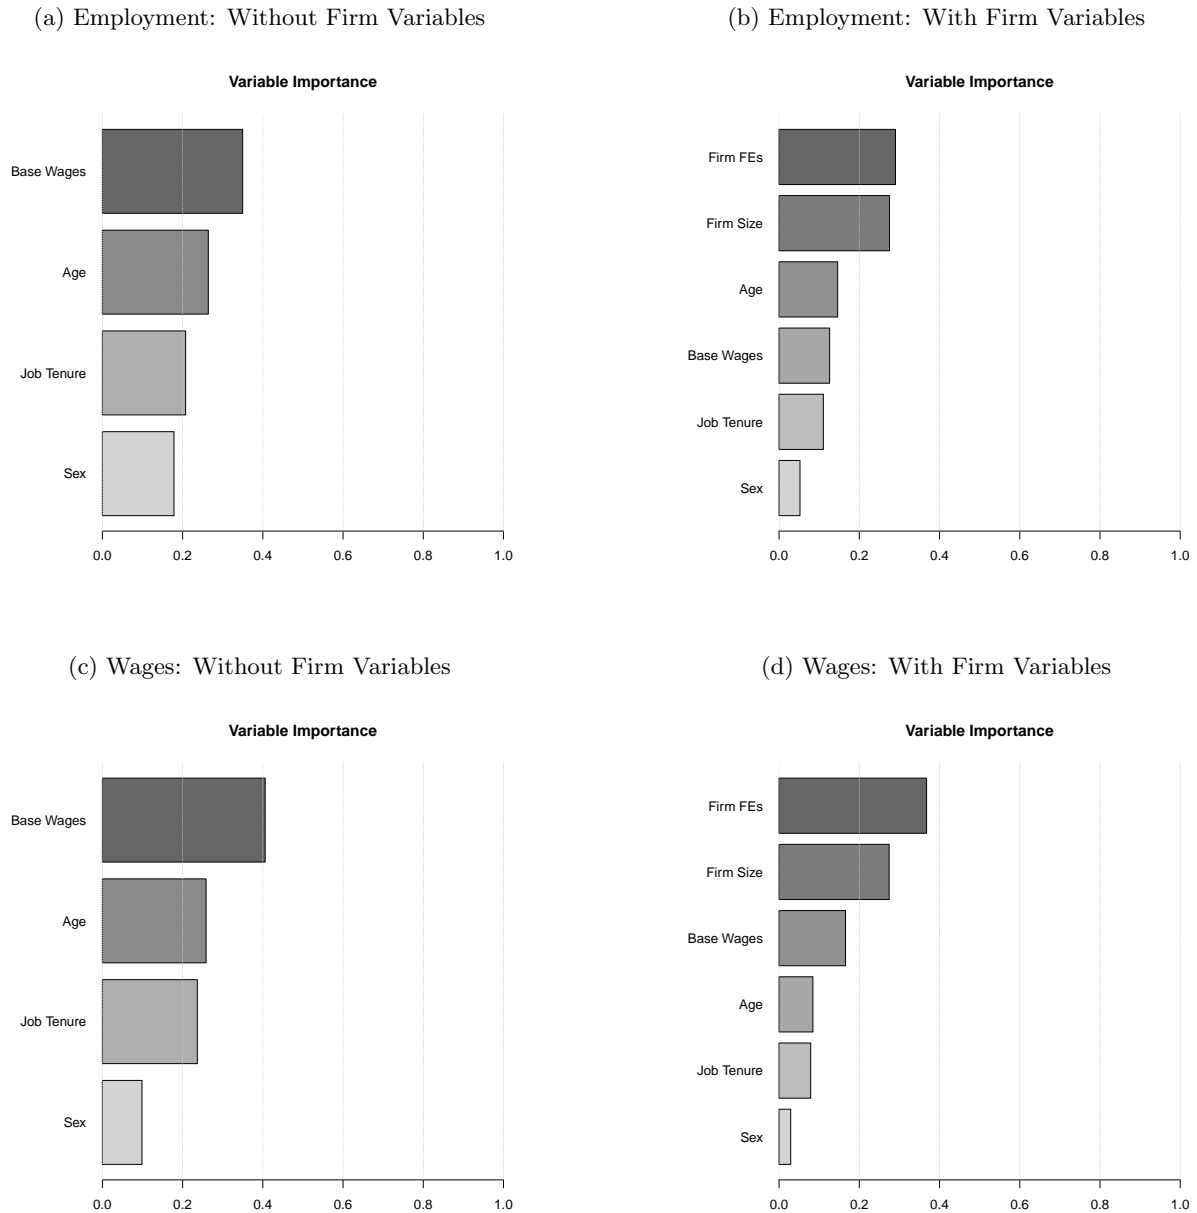 (a) Employment: Without Firm Variables
Variable Importance
Base Wages
Age
Job Tenure
Sex
0.0 0.2 0.4 0.6 0.8 1.0
(b) Employment: With Firm Variables
Variable Importance
Firm FEs
Firm Size
Age
Base Wages
Job Tenure
Sex
0.0 0.2 0.4 0.6 0.8 1.0
(c) Wages: Without Firm Variables
Variable Importance
Base Wages
Age
Job Tenure
Sex
0.0 0.2 0.4 0.6 0.8 1.0
(d) Wages: With Firm Variables
Variable Importance
Firm FEs
Firm Size
Base Wages
Age
Job Tenure
Sex
0.0 0.2 0.4 0.6 0.8 1.0